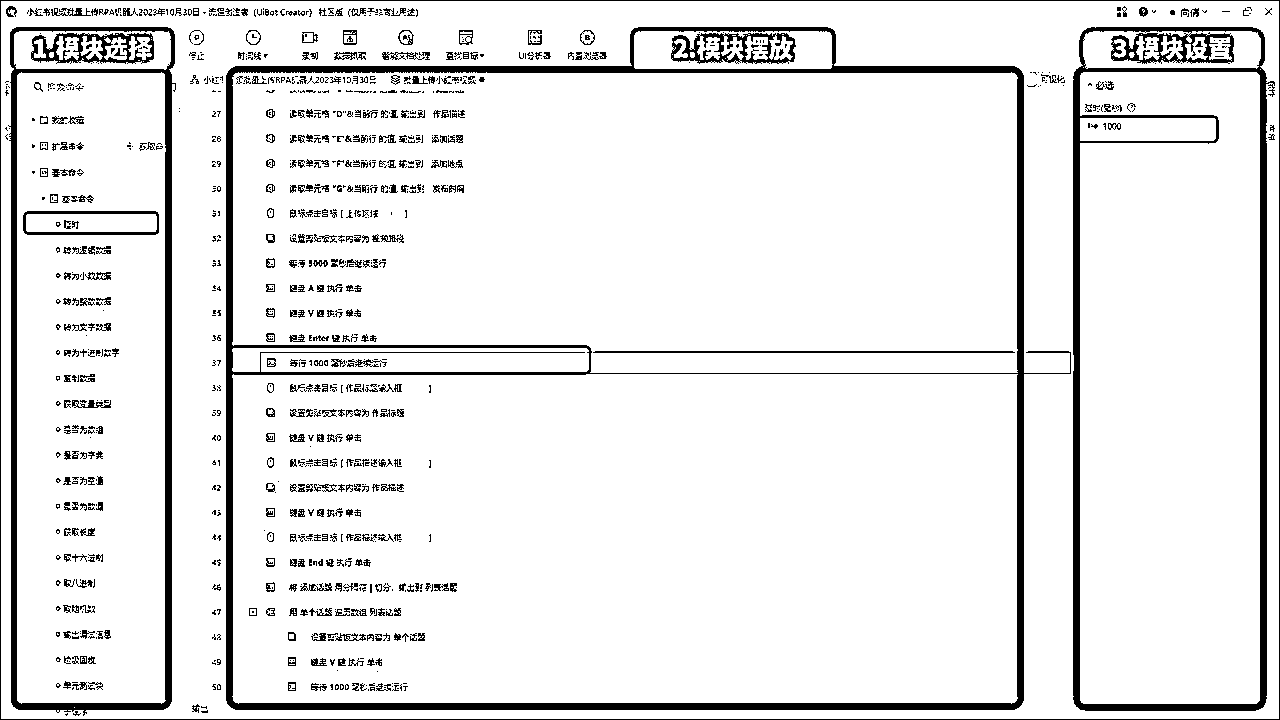 小红书视频批量上传RPA机器人2023年10月30日 - 流程创造者 (UiBot Creator) 社区版 (仅用于非商业用途)
1.模块选择
停止
时间线
录制
数据抓取
智能文档处理
查找目标
UI分析器
内置浏览器
2.模块摆放
3.模块设置
搜索命令
我的收藏
扩展命令
基本命令
基本命令
延时
转为逻辑数据
转为小数数据
转为整数数据
转为文字数据
转为十进制数字
复制数据
获取变量类型
是否为数组
是否为字典
是否为空值
是否为数值
获取长度
取十六进制
取八进制
取随机数
输出调试信息
垃圾回收
单元测试块
频批量上传RPA机器人2023年10月30日 批量上传小红书视频
27 读取单元格 "D"&当前行 的值, 输出到 作品描述
28 读取单元格 "E"&当前行 的值, 输出到 添加话题
29 读取单元格 "F"&当前行 的值, 输出到 添加地点
30 读取单元格 "G"&当前行 的值, 输出到 发布时间
31 鼠标点击目标 [ 上传区按 ]
32 设置剪贴板文本内容为 视频路径
33 等待 3000 毫秒后继续运行
34 键盘 A 键 执行 单击
35 键盘 V 键 执行 单击
36 键盘 Enter 键 执行 单击
37 等待 1000 毫秒后继续运行
38 鼠标点击目标 [ 作品标题输入框 ]
39 设置剪贴板文本内容为 作品标题
40 键盘 V 键 执行 单击
41 鼠标点击目标 [ 作品描述输入框 ]
42 设置剪贴板文本内容为 作品描述
43 键盘 V 键 执行 单击
44 鼠标点击目标 [ 作品描述输入框 ]
45 键盘 End 键 执行 单击
46 将 添加话题 用分隔符 | 切分，输出到 列表话题
47 用 单个话题 遍历数组 列表话题
48 设置剪贴板文本内容为 单个话题
49 键盘 V 键 执行 单击
50 等待 1000 毫秒后继续运行
输出
可视化
必选
延时(毫秒)
1000